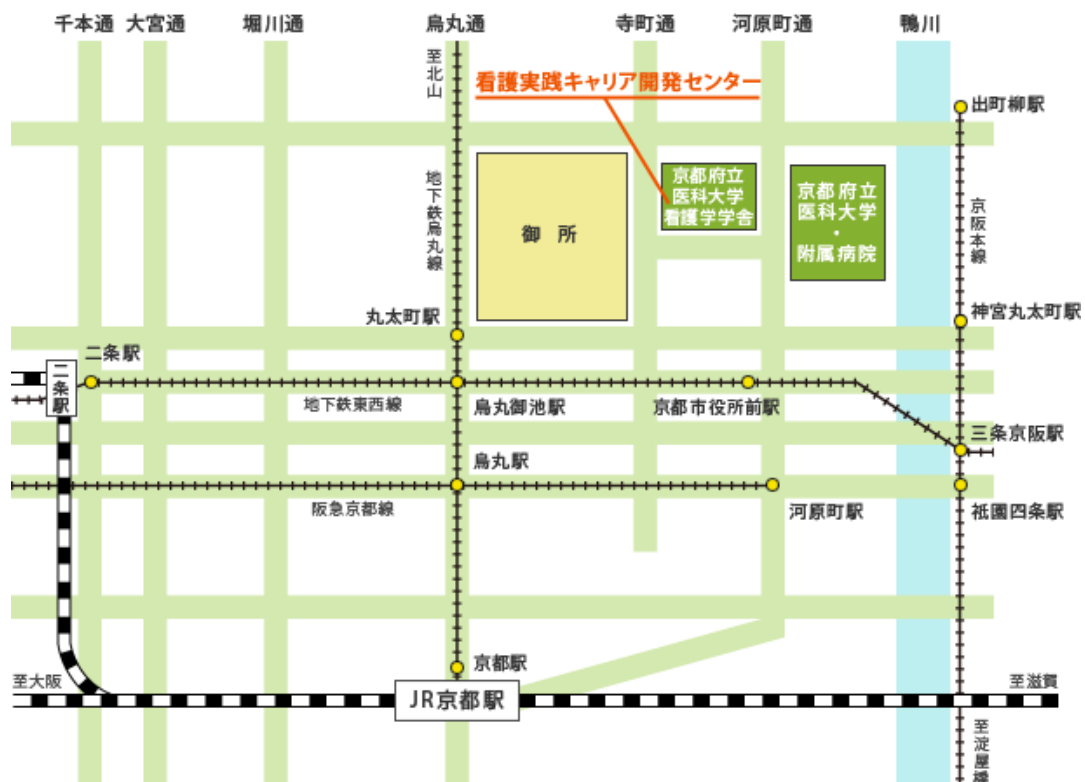 千本通
大宮通
堀川通
烏丸通
寺町通
河原町通
鴨川
至北山
看護実践キャリア開発センター
出町柳駅
地下鉄烏丸線
御 所
京都府立
医科大学
看護学学舎
京都府立
医科大学
・
附属病院
京阪本線
丸太町駅
神宮丸太町駅
二条駅
二条駅
地下鉄東西線
烏丸御池駅
京都市役所前駅
三条京阪駅
烏丸駅
阪急京都線
河原町駅
祇園四条駅
京都駅
至大阪
JR京都駅
至滋賀
至淀屋橋